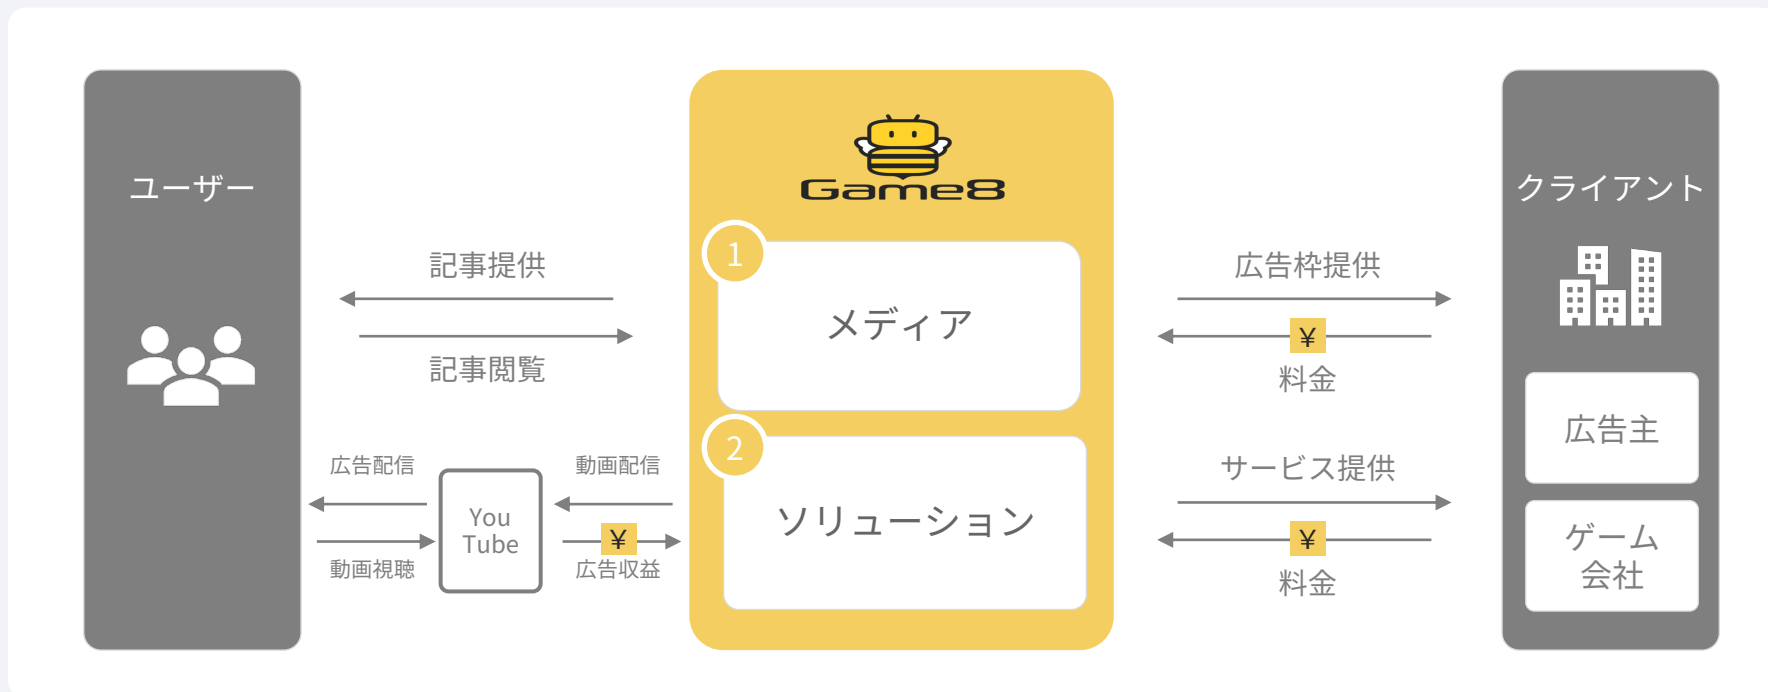 ユーザー
記事提供
記事閲覧
広告配信
動画視聴
You
Tube
動画配信
¥
広告収益
Game8
1
メディア
2
ソリューション
広告枠提供
¥
料金
サービス提供
¥
料金
クライアント
広告主
ゲーム
会社